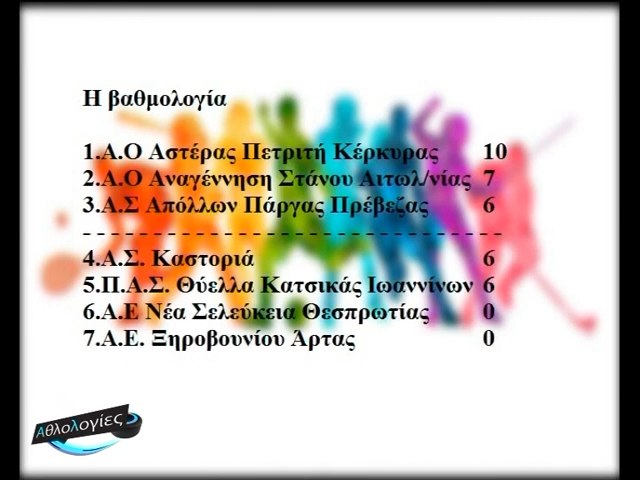 Η βαθμολογία
1.Α.Ο Αστέρας Πετριτή Κέρκυρας 10
2.Α.Ο Αναγέννηση Στάνου Αιτωλ/νίας 7
3.Α.Σ Απόλλων Πάργας Πρέβεζας 6
- - - - - - - - - - - - - - - - - - - - - - - - - - - - - - -
4.Α.Σ. Καστοριά 6
5.Π.Α.Σ. Θύελλα Κατσικάς Ιωαννίνων 6
6.Α.Ε Νέα Σελεύκεια Θεσπρωτίας 0
7.Α.Ε. Ξηροβουνίου Άρτας 0
Αθλολογίες